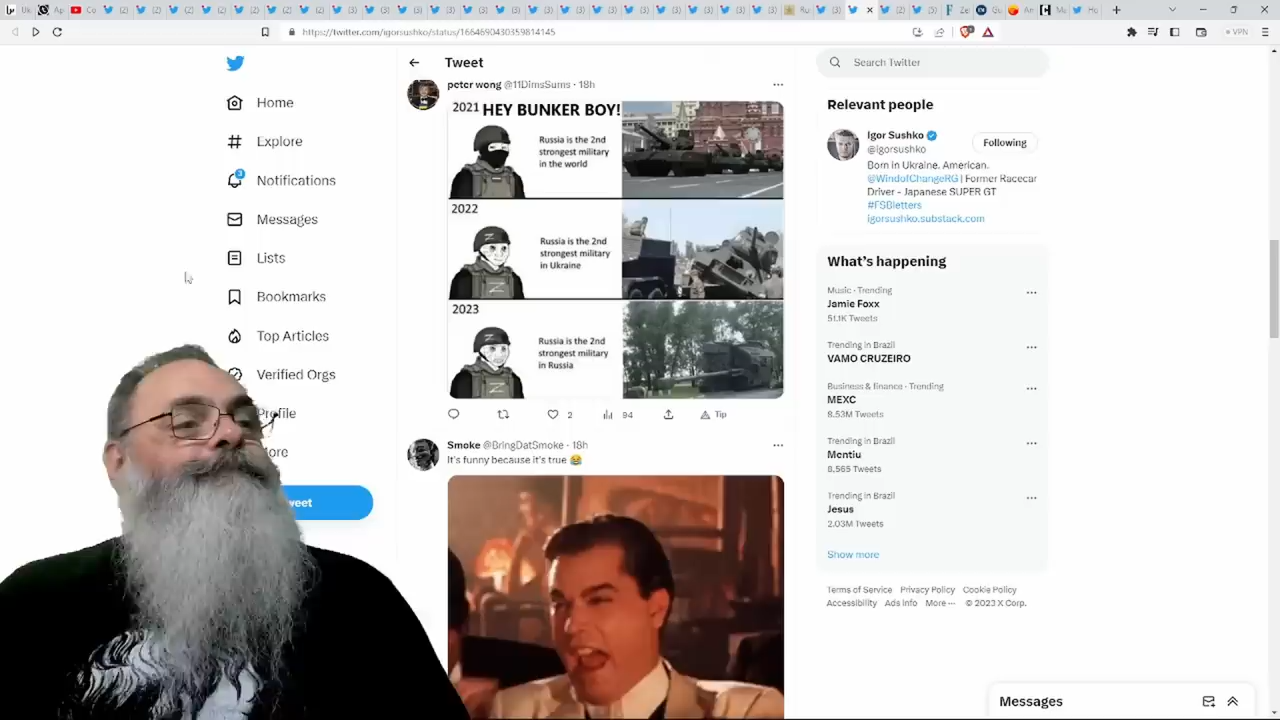 https://twitter.com/igorsushko/status/1664690430359814145
VPN
Home
Explore
3
Notifications
Messages
Lists
Bookmarks
Top Articles
Verified Orgs
Profile
Tweet
peter wong @11DimsSums · 18h
2021 HEY BUNKER BOY!
Russia is the 2nd
strongest military
in the world
2022
Russia is the 2nd
strongest military
in Ukraine
Z
2023
Russia is the 2nd
strongest military
in Russia
Z
2
94
Tip
Smoke @BringDatSmoke · 18h
It's funny because it's true 😂
Search Twitter
Relevant people
Igor Sushko
@igorsushko
Following
Born in Ukraine. American.
@WindofChangeRG | Former Racecar
Driver - Japanese SUPER GT
#FSBletters
igorsushko.substack.com
What's happening
Music · Trending
Jamie Foxx
51.1K Tweets
Trending in Brazil
VAMO CRUZEIRO
Business & finance · Trending
MEXC
8.53M Tweets
Trending in Brazil
Mentiu
8,565 Tweets
Trending in Brazil
Jesus
2.03M Tweets
Show more
Terms of Service Privacy Policy Cookie Policy
Accessibility Ads info More ··· © 2023 X Corp.
Messages